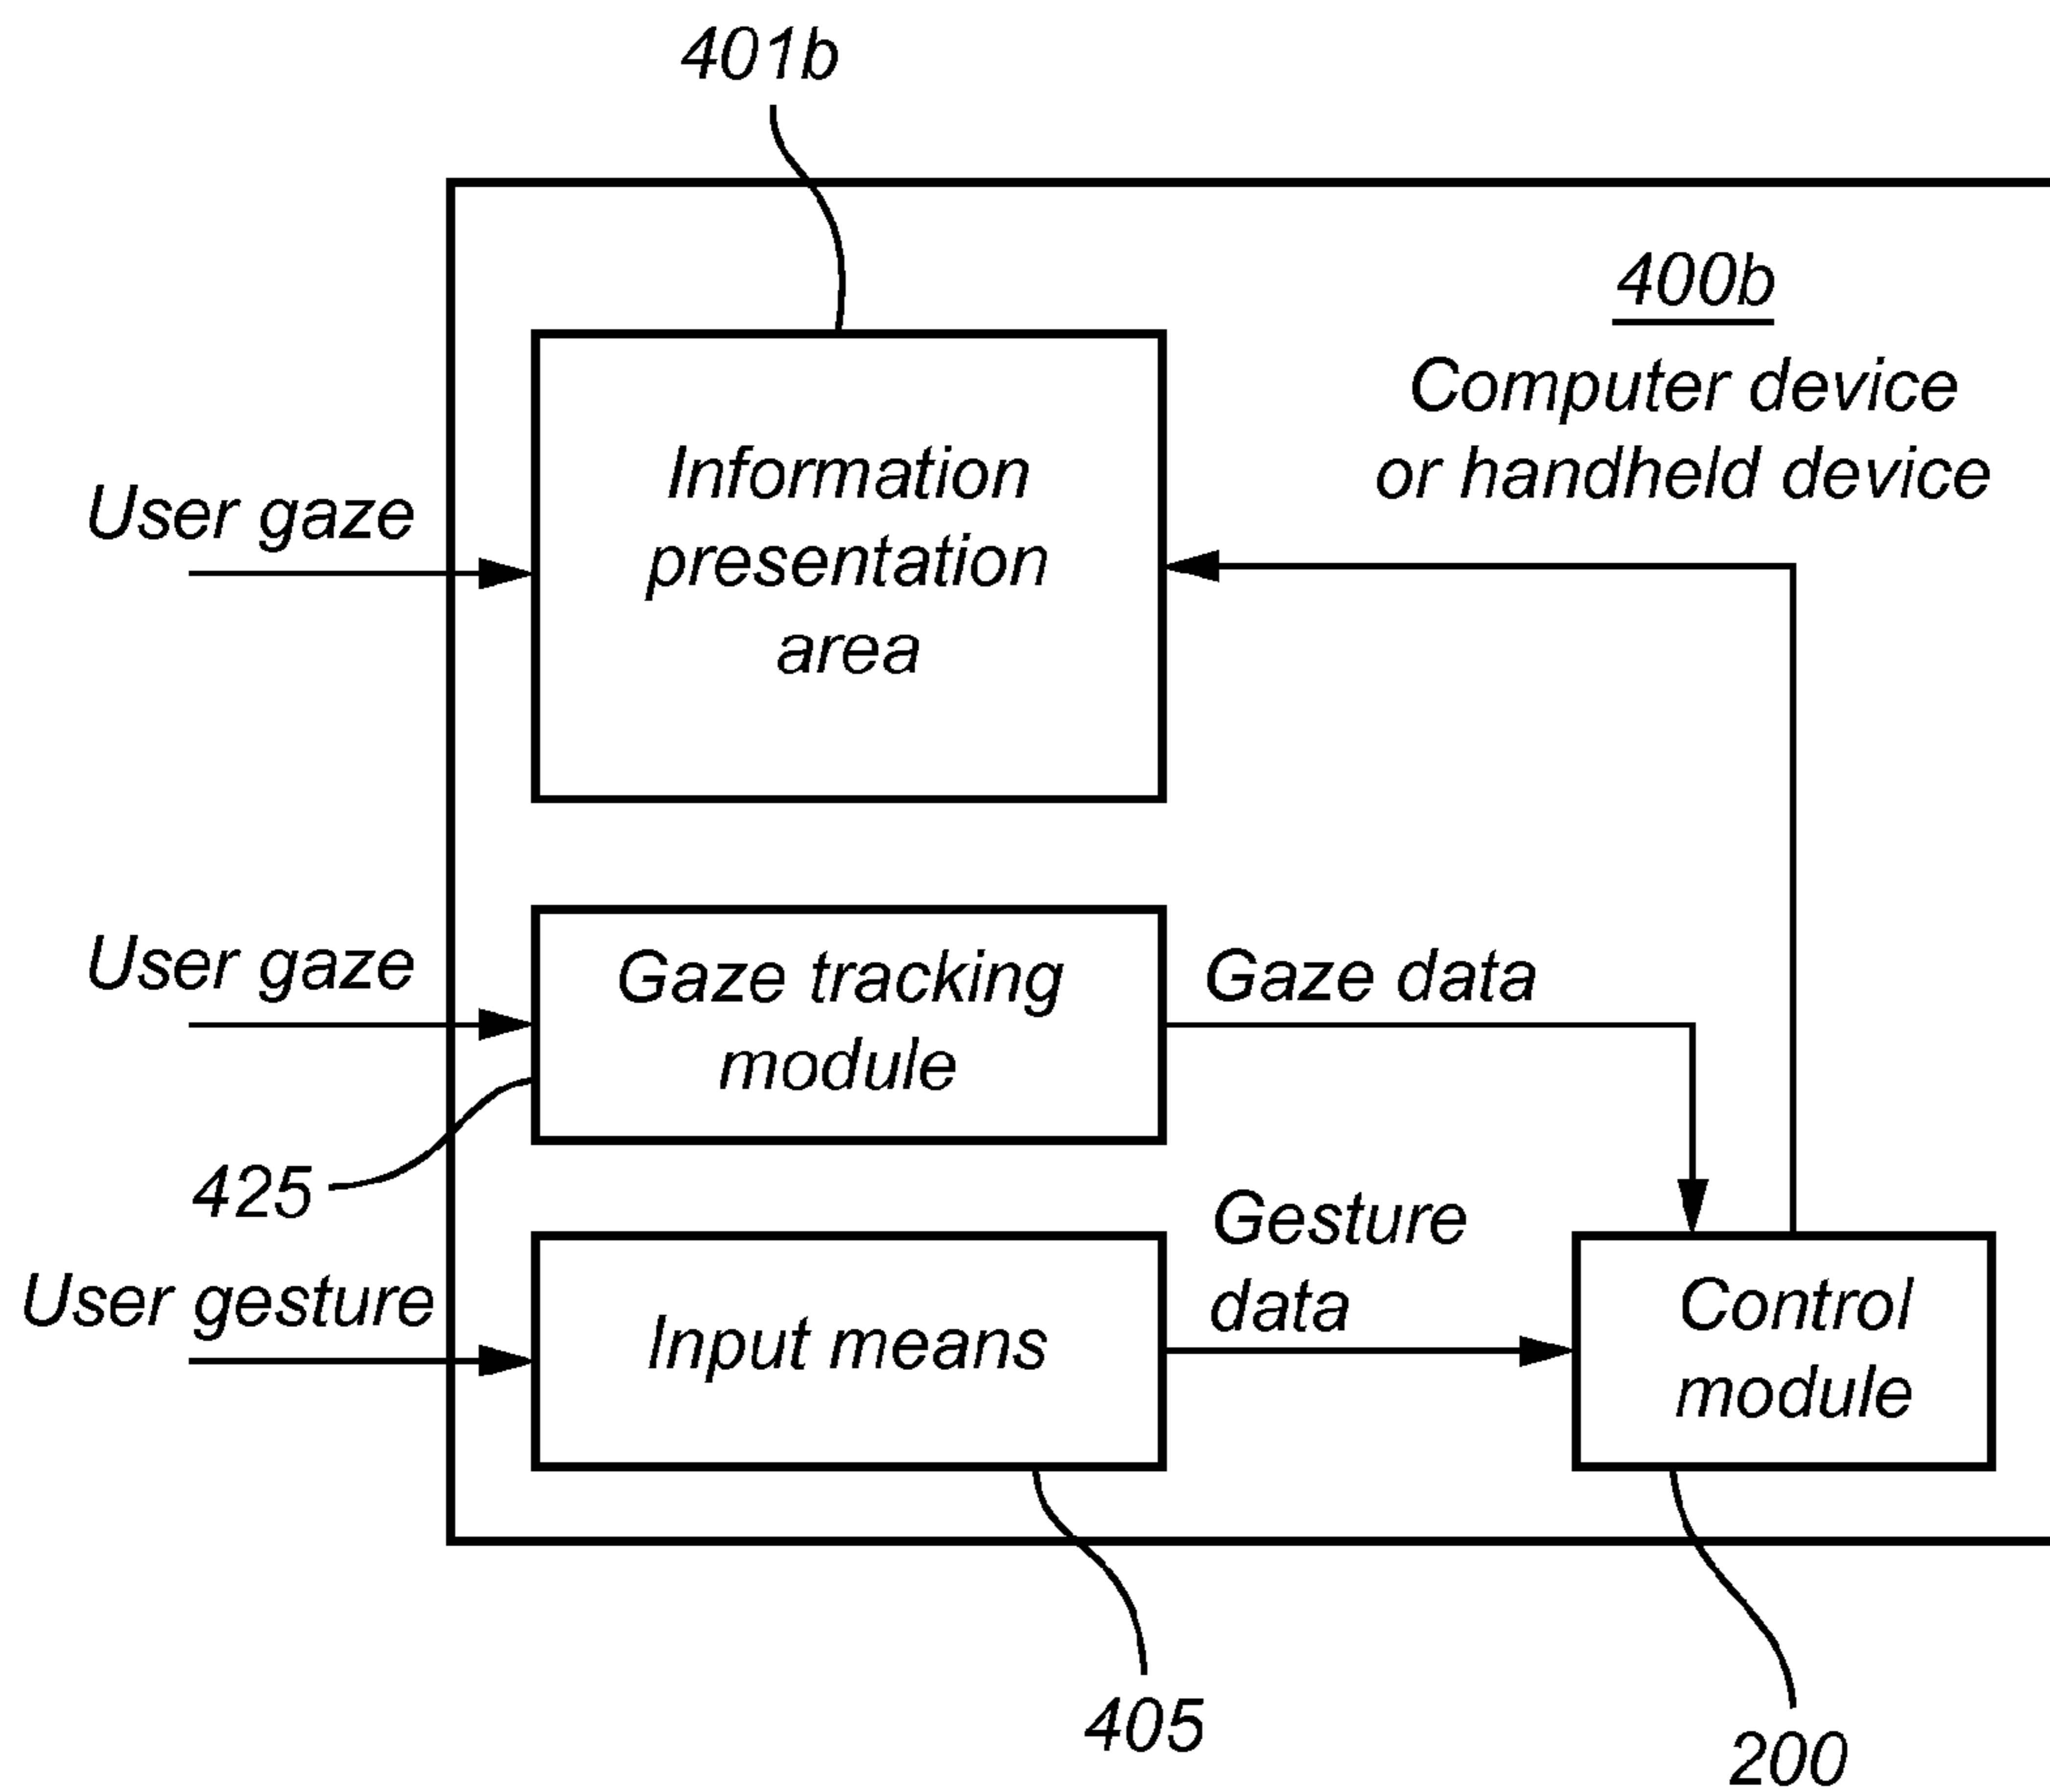 401b
400b
Computer device
or handheld device
Information
presentation
area
User gaze
User gaze
Gaze tracking
module
Gaze data
425
User gesture
Input means
Gesture
data
Control
module
405
200